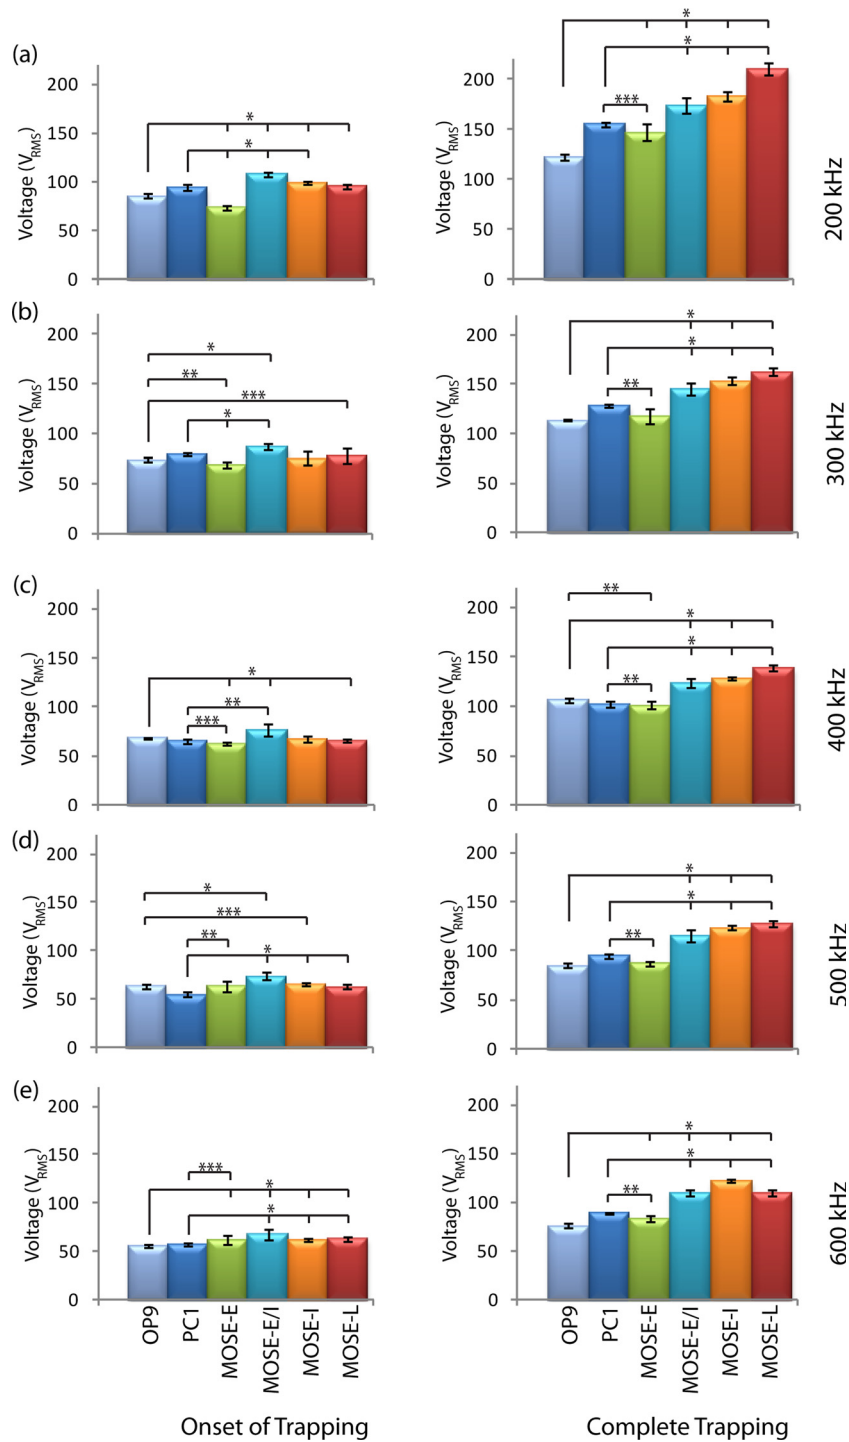 (a)
Voltage (VRMS)
200
150
100
50
0
*
*
Voltage (VRMS)
200
150
100
50
0
*
*
***
200 kHz
(b)
Voltage (VRMS)
200
150
100
50
0
*
**
***
*
Voltage (VRMS)
200
150
100
50
0
*
*
**
300 kHz
(c)
Voltage (VRMS)
200
150
100
50
0
*
**
***
Voltage (VRMS)
200
150
100
50
0
**
*
*
**
400 kHz
(d)
Voltage (VRMS)
200
150
100
50
0
*
***
**
*
Voltage (VRMS)
200
150
100
50
0
*
*
**
500 kHz
(e)
Voltage (VRMS)
200
150
100
50
0
***
*
*
Voltage (VRMS)
200
150
100
50
0
*
*
**
600 kHz
OP9
PC1
MOSE-E
MOSE-E/I
MOSE-I
MOSE-L
OP9
PC1
MOSE-E
MOSE-E/I
MOSE-I
MOSE-L
Onset of Trapping
Complete Trapping